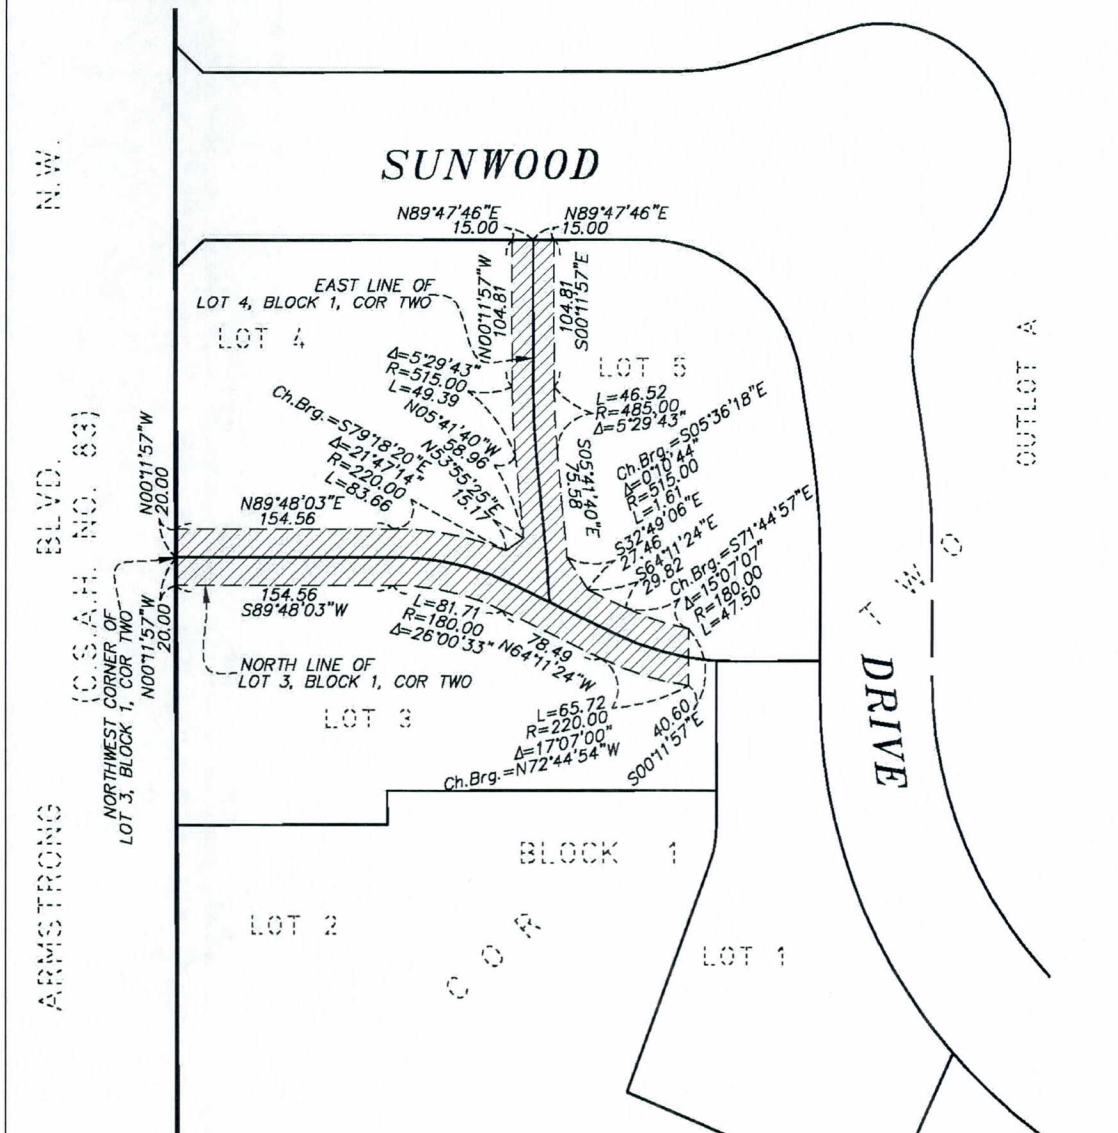 SUNWOOD
N.W.
N89°47'46"E
15.00
N89°47'46"E
15.00
EAST LINE OF
LOT 4, BLOCK 1, COR TWO
N00°11'57"W
104.81
104.81
S00°11'57"E
LOT 4
LOT 5
OUTLOT A
Δ=5°29'43"
R=515.00
L=49.39
N05°41'40"W
58.96
N53°55'25"E
15.17
Ch.Brg.=S79°18'20"E
Δ=21°47'14"
R=220.00
L=83.66
L=46.52
R=485.00
Δ=5°29'43"
S05°41'40"E
75.58
Ch.Brg.=S05°36'18"E
Δ=0°10'44"
R=515.00
L=1.61
S32°49'06"E
27.46
S64°11'24"E
29.82
Ch.Brg.=S71°44'57"E
Δ=15°07'07"
R=180.00
L=47.50
N00°11'57"W
20.00
N89°48'03"E
154.56
BLVD.
(C.S.A.H. NO. 83)
154.56
S89°48'03"W
N00°11'57"W
20.00
NORTHWEST CORNER OF
LOT 3, BLOCK 1, COR TWO
NORTH LINE OF
LOT 3, BLOCK 1, COR TWO
L=81.71
R=180.00
Δ=26°00'33"
78.49
N64°11'24"W
L=65.72
R=220.00
Δ=17°07'00"
Ch.Brg.=N72°44'54"W
40.60
S00°11'57"E
LOT 3
TWO
DRIVE
ARMSTRONG
BLOCK 1
LOT 2
COR
LOT 1